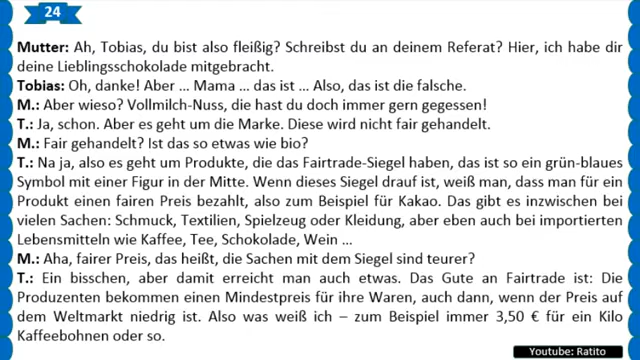 24
Mutter: Ah, Tobias, du bist also fleißig? Schreibst du an deinem Referat? Hier, ich habe dir
deine Lieblingsschokolade mitgebracht.
Tobias: Oh, danke! Aber ... Mama ... das ist ... Also, das ist die falsche.
M.: Aber wieso? Vollmilch-Nuss, die hast du doch immer gern gegessen!
T.: Ja, schon. Aber es geht um die Marke. Diese wird nicht fair gehandelt.
M.: Fair gehandelt? Ist das so etwas wie bio?
T.: Na ja, also es geht um Produkte, die das Fairtrade-Siegel haben, das ist so ein grün-blaues
Symbol mit einer Figur in der Mitte. Wenn dieses Siegel drauf ist, weiß man, dass man für ein
Produkt einen fairen Preis bezahlt, also zum Beispiel für Kakao. Das gibt es inzwischen bei
vielen Sachen: Schmuck, Textilien, Spielzeug oder Kleidung, aber eben auch bei importierten
Lebensmitteln wie Kaffee, Tee, Schokolade, Wein ...
M.: Aha, fairer Preis, das heißt, die Sachen mit dem Siegel sind teurer?
T.: Ein bisschen, aber damit erreicht man auch etwas. Das Gute an Fairtrade ist: Die
Produzenten bekommen einen Mindestpreis für ihre Waren, auch dann, wenn der Preis auf
dem Weltmarkt niedrig ist. Also was weiß ich – zum Beispiel immer 3,50 € für ein Kilo
Kaffeebohnen oder so.
Youtube: Ratito